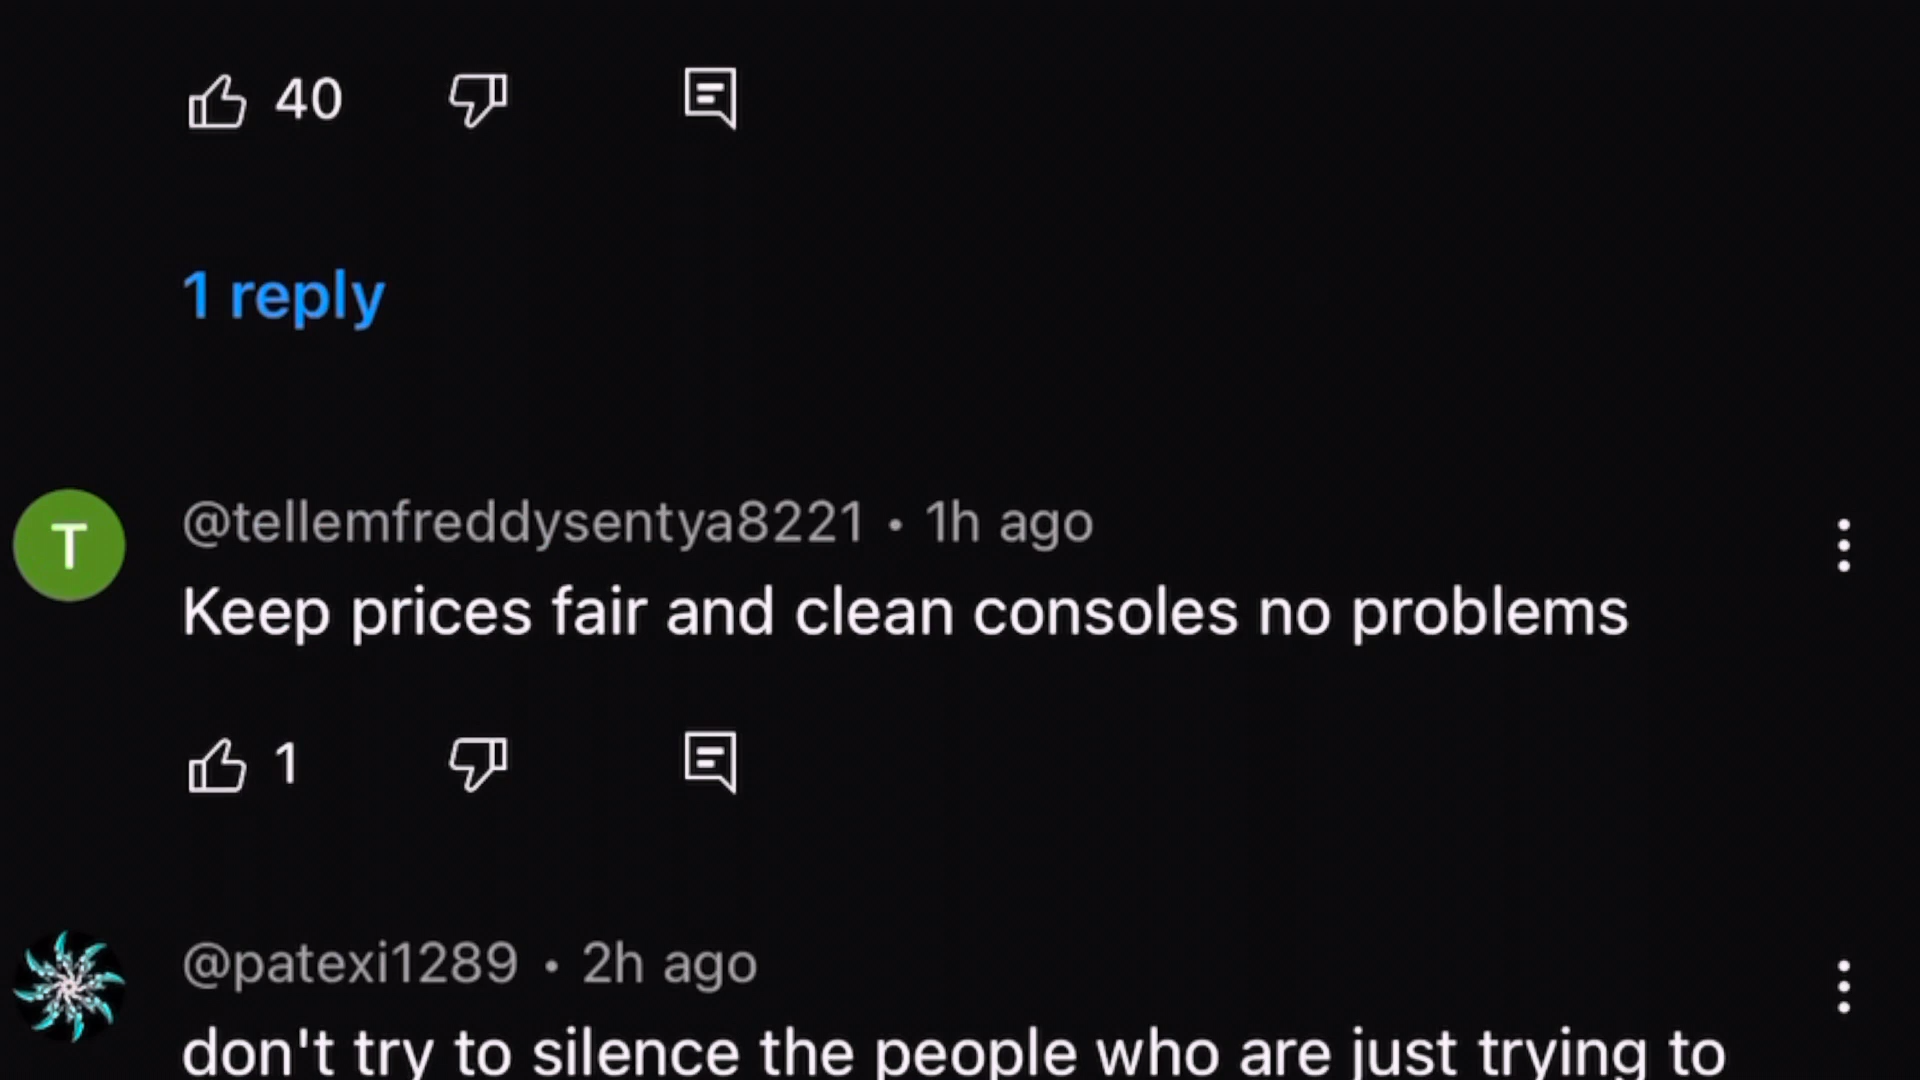 40
1 reply
T
@tellemfreddysentya8221 • 1h ago
Keep prices fair and clean consoles no problems
1
@patexi1289 • 2h ago
don't try to silence the people who are just trying to